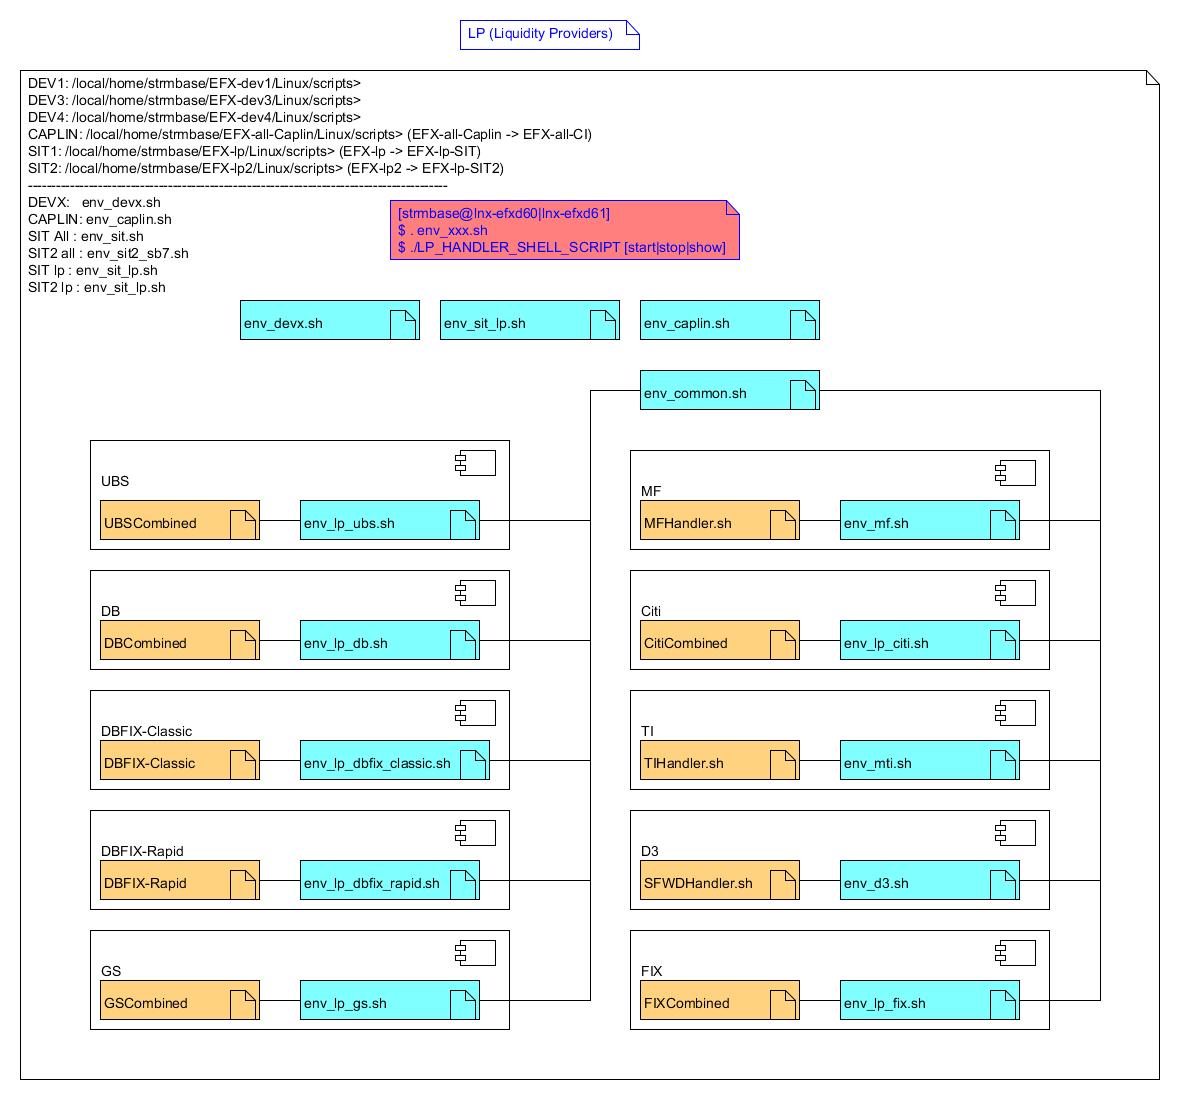 LP (Liquidity Providers)
DEV1: /local/home/strmbase/EFX-dev1/Linux/scripts>
DEV3: /local/home/strmbase/EFX-dev3/Linux/scripts>
DEV4: /local/home/strmbase/EFX-dev4/Linux/scripts>
CAPLIN: /local/home/strmbase/EFX-all-Caplin/Linux/scripts> (EFX-all-Caplin -> EFX-all-CI)
SIT1: /local/home/strmbase/EFX-lp/Linux/scripts> (EFX-lp -> EFX-lp-SIT)
SIT2: /local/home/strmbase/EFX-lp2/Linux/scripts> (EFX-lp2 -> EFX-lp-SIT2)
------------------------------------------------------------------------------------------
DEVX:   env_devx.sh
CAPLIN: env_caplin.sh
SIT All : env_sit.sh
SIT2 all : env_sit2_sb7.sh
SIT lp : env_sit_lp.sh
SIT2 lp : env_sit_lp.sh
[strmbase@lnx-efxd60|lnx-efxd61]
$ . env_xxx.sh
$ ./LP_HANDLER_SHELL_SCRIPT [start|stop|show]
env_devx.sh
env_sit_lp.sh
env_caplin.sh
env_common.sh
UBS
UBSCombined
env_lp_ubs.sh
MF
MFHandler.sh
env_mf.sh
DB
DBCombined
env_lp_db.sh
Citi
CitiCombined
env_lp_citi.sh
DBFIX-Classic
DBFIX-Classic
env_lp_dbfix_classic.sh
TI
TIHandler.sh
env_mti.sh
DBFIX-Rapid
DBFIX-Rapid
env_lp_dbfix_rapid.sh
D3
SFWDHandler.sh
env_d3.sh
GS
GSCombined
env_lp_gs.sh
FIX
FIXCombined
env_lp_fix.sh